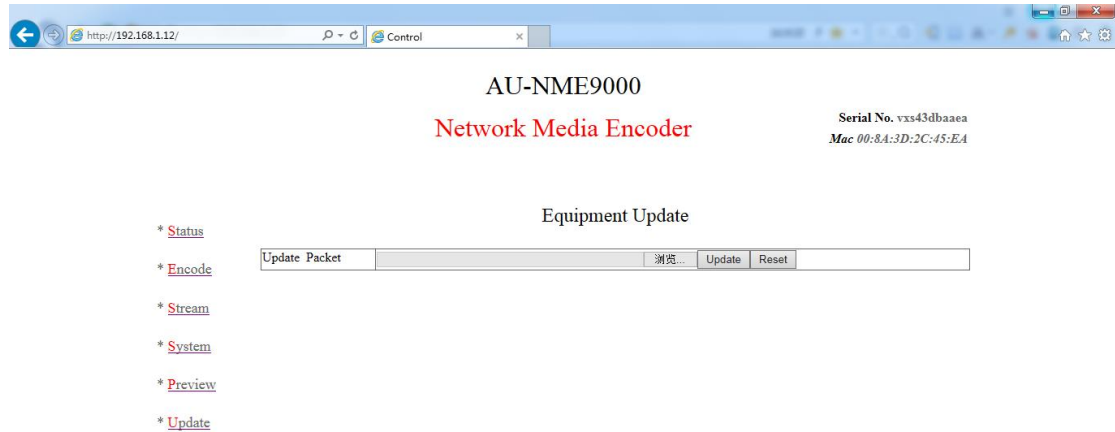 http://192.168.1.12/
Control
AU-NME9000
Network Media Encoder
Serial No. vxs43dbaaea
Mac 00:8A:3D:2C:45:EA
Equipment Update
* Status
Update Packet 浏览... Update Reset
* Encode
* Stream
* System
* Preview
* Update